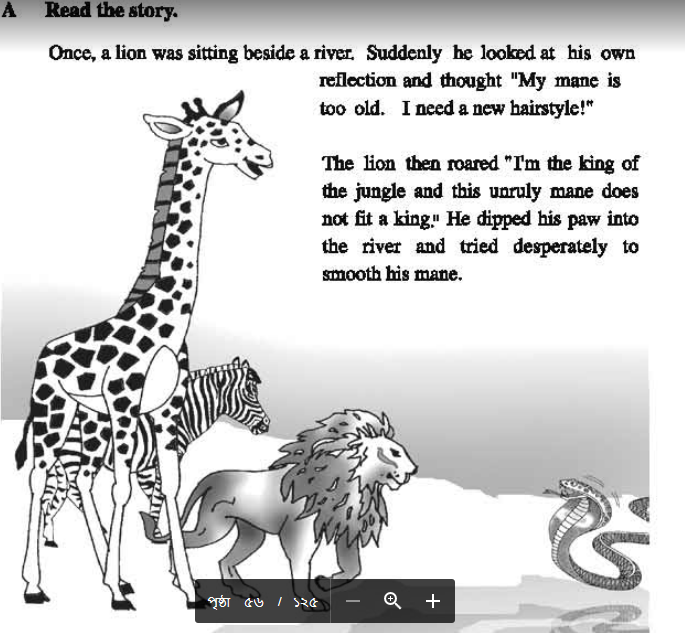 A Read the story.
Once, a lion was sitting beside a river. Suddenly he looked at his own
reflection and thought "My mane is
too old. I need a new hairstyle!"
The lion then roared "I'm the king of
the jungle and this unruly mane does
not fit a king." He dipped his paw into
the river and tried desperately to
smooth his mane.
পৃষ্ঠা ৫৬ / ১২৫